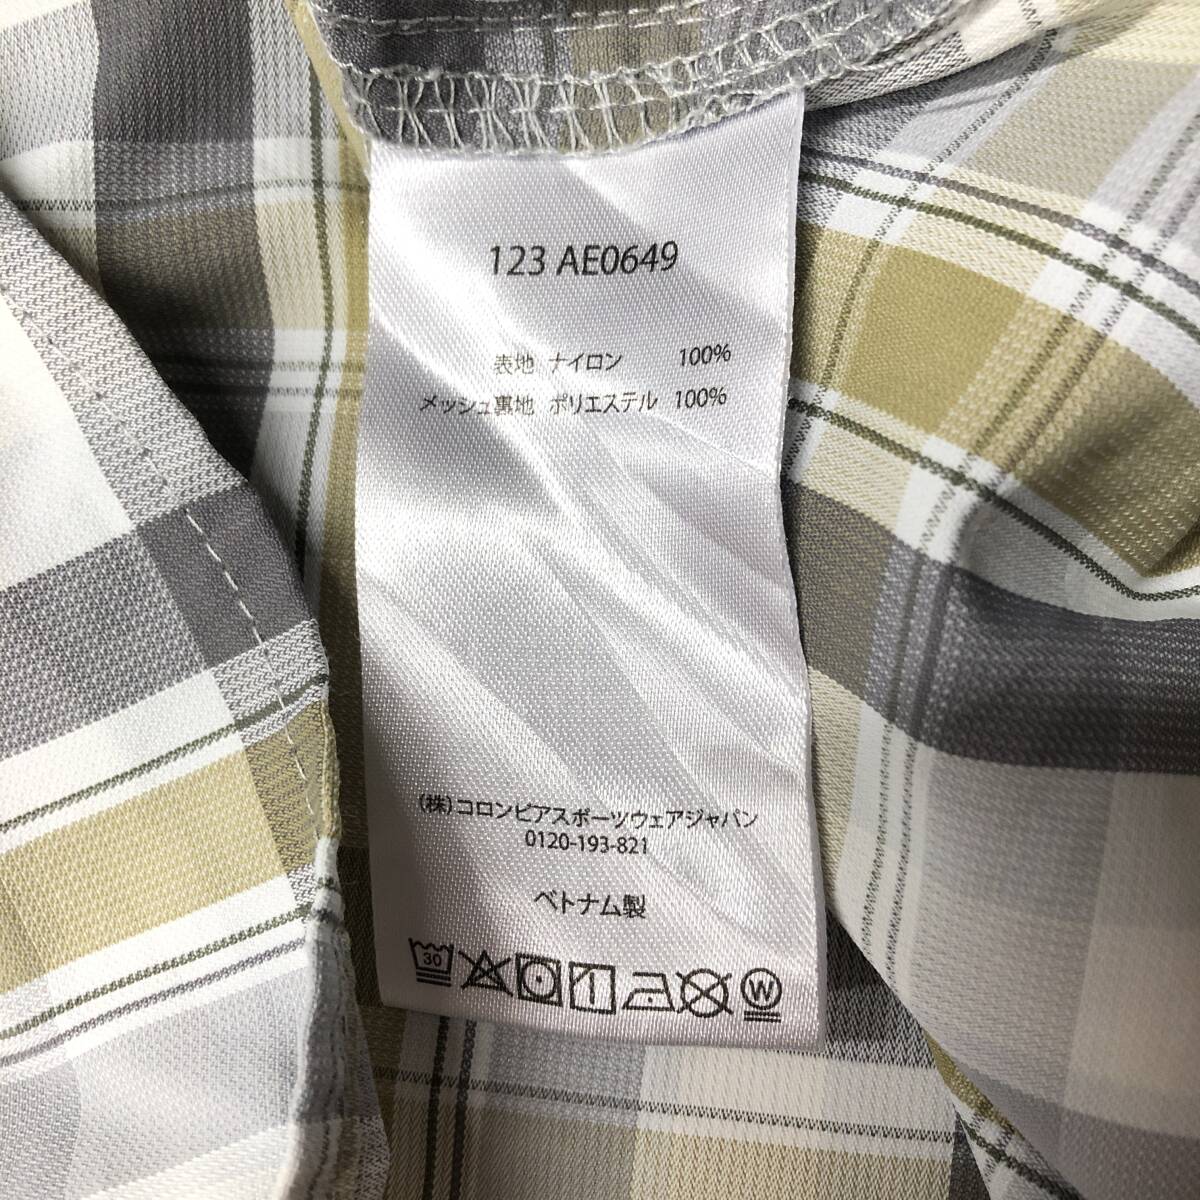 123 AE0649
表地 ナイロン 100%
メッシュ裏地 ポリエステル 100%
(株)コロンビアスポーツウェアジャパン
0120-193-821
ベトナム製
30 W